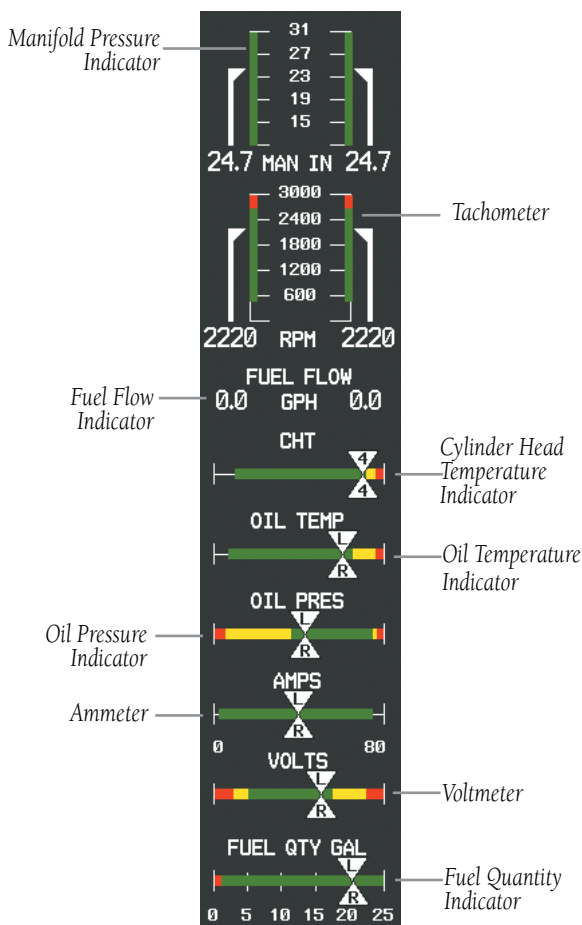 Manifold Pressure
Indicator
31
27
23
19
15
24.7 MAN IN 24.7
3000
2400
1800
1200
600
Tachometer
2220 RPM 2220
FUEL FLOW
0.0 GPH 0.0
Fuel Flow
Indicator
CHT
4
4
Cylinder Head
Temperature
Indicator
OIL TEMP
L
R
Oil Temperature
Indicator
OIL PRES
L
R
Oil Pressure
Indicator
AMPS
L
R
0 80
Ammeter
VOLTS
L
R
Voltmeter
FUEL QTY GAL
L
R
0 5 10 15 20 25
Fuel Quantity
Indicator